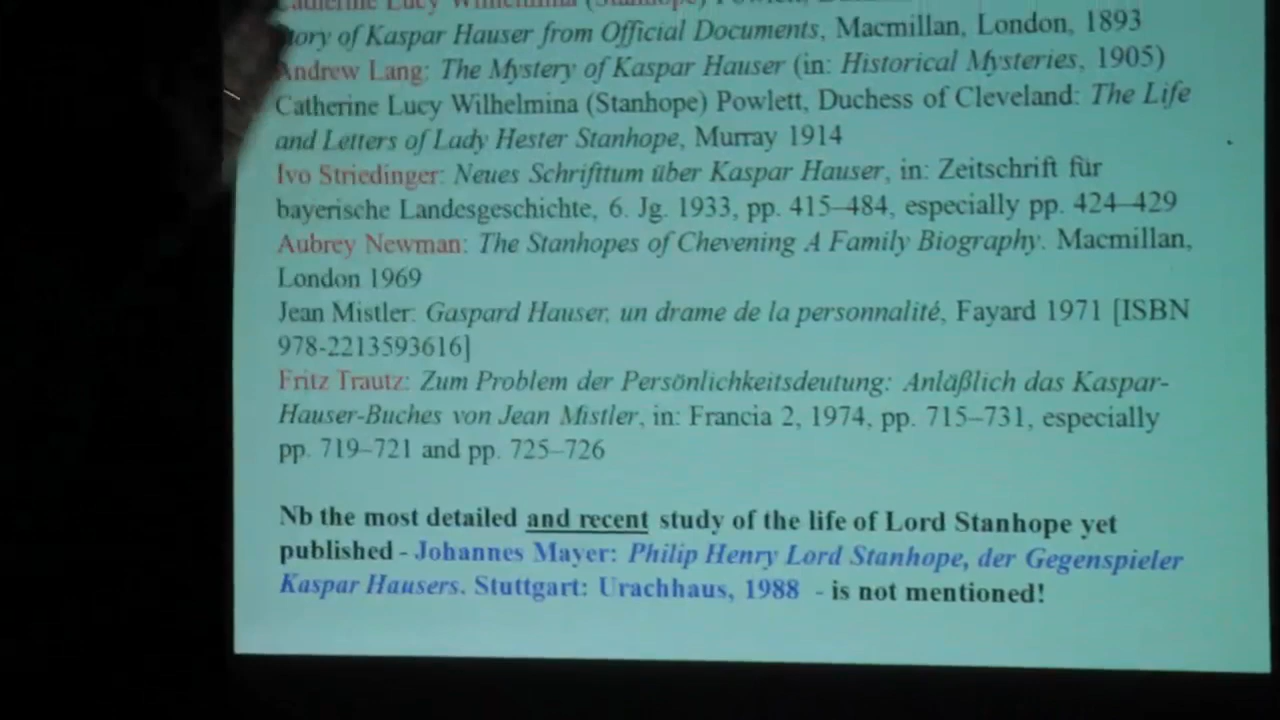 Catherine Lucy Wilhelmina (Stanhope) Powlett,
tory of Kaspar Hauser from Official Documents, Macmillan, London, 1893
Andrew Lang: The Mystery of Kaspar Hauser (in: Historical Mysteries, 1905)
Catherine Lucy Wilhelmina (Stanhope) Powlett, Duchess of Cleveland: The Life
and Letters of Lady Hester Stanhope, Murray 1914
Ivo Striedinger: Neues Schrifttum über Kaspar Hauser, in: Zeitschrift für
bayerische Landesgeschichte, 6. Jg. 1933, pp. 415–484, especially pp. 424–429
Aubrey Newman: The Stanhopes of Chevening A Family Biography. Macmillan,
London 1969
Jean Mistler: Gaspard Hauser, un drame de la personnalité, Fayard 1971 [ISBN
978-2213593616]
Fritz Trautz: Zum Problem der Persönlichkeitsdeutung: Anläßlich das Kaspar-
Hauser-Buches von Jean Mistler, in: Francia 2, 1974, pp. 715–731, especially
pp. 719–721 and pp. 725–726
Nb the most detailed and recent study of the life of Lord Stanhope yet
published - Johannes Mayer: Philip Henry Lord Stanhope, der Gegenspieler
Kaspar Hausers. Stuttgart: Urachhaus, 1988 - is not mentioned!